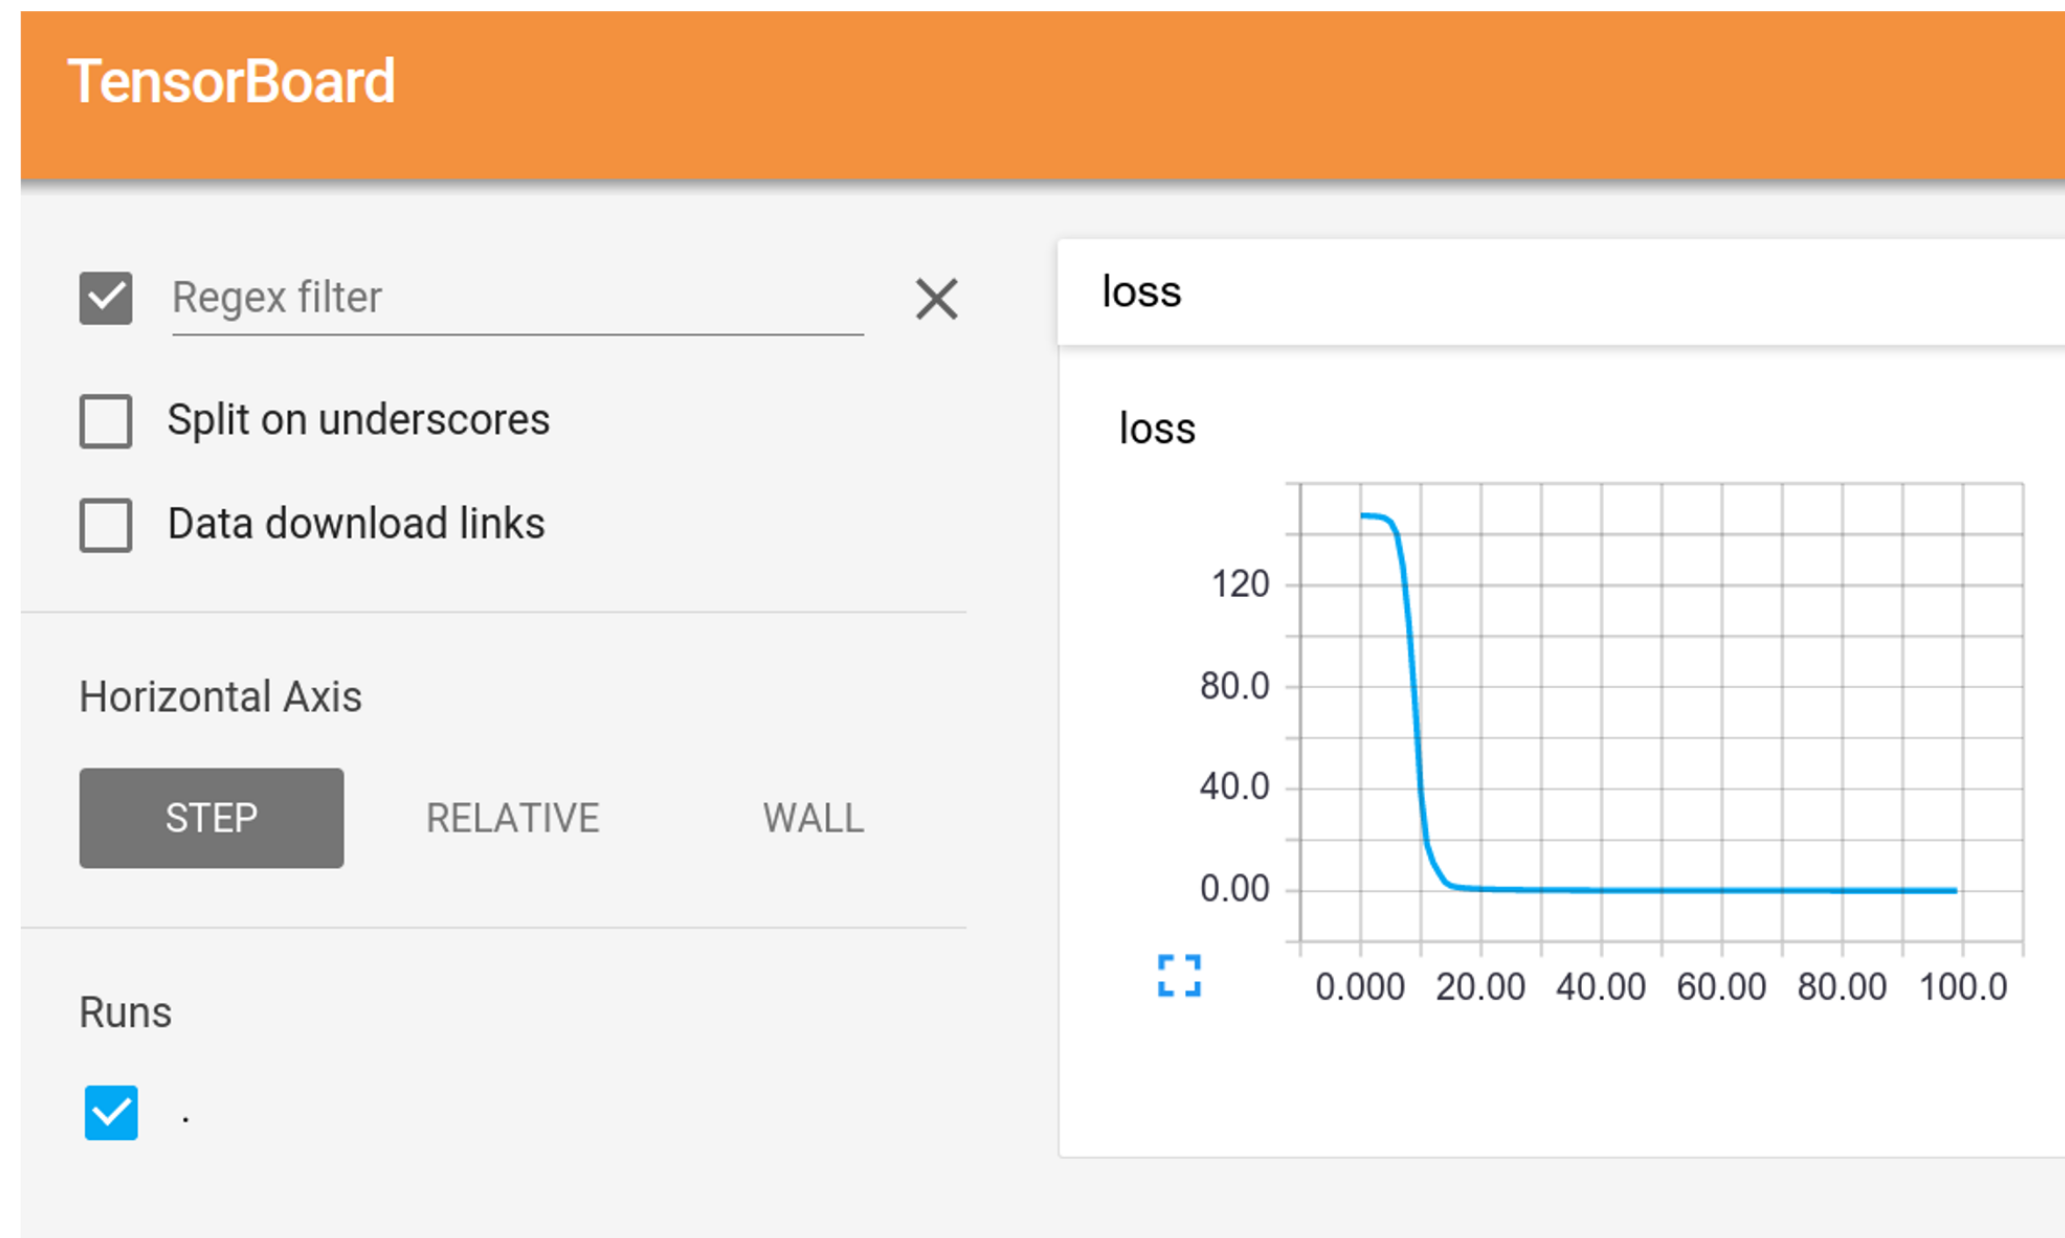 TensorBoard
Regex filter
Split on underscores
Data download links
Horizontal Axis
STEP RELATIVE WALL
Runs
.
loss
loss
120
80.0
40.0
0.00
0.000 20.00 40.00 60.00 80.00 100.0